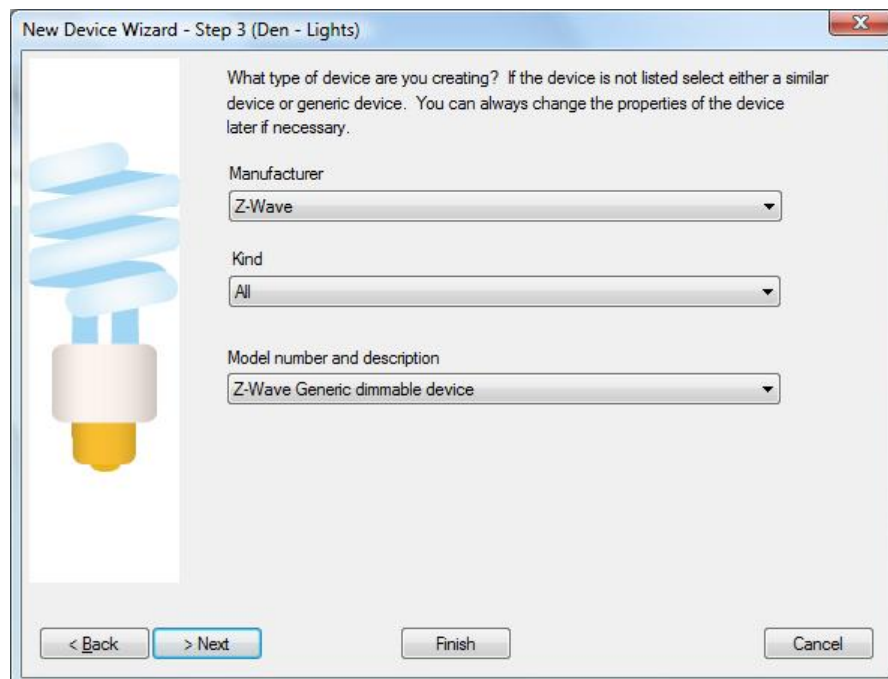 New Device Wizard - Step 3 (Den - Lights)
What type of device are you creating? If the device is not listed select either a similar
device or generic device. You can always change the properties of the device
later if necessary.
Manufacturer
Z-Wave
Kind
All
Model number and description
Z-Wave Generic dimmable device
< Back
> Next
Finish
Cancel